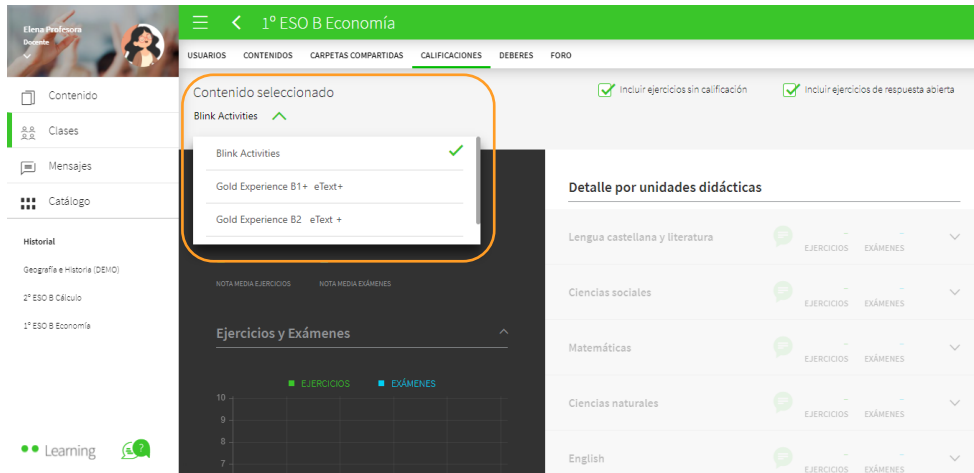 Elena Profesora
Docente
1º ESO B Economía
USUARIOS CONTENIDOS CARPETAS COMPARTIDAS CALIFICACIONES DEBERES FORO
Contenido
Clases
Mensajes
Catálogo
Historial
Geografía e Historia (DEMO)
2º ESO B Cálculo
1º ESO B Economía
Learning
?
Contenido seleccionado
Blink Activities
Incluir ejercicios sin calificación
Incluir ejercicios de respuesta abierta
Blink Activities
Gold Experience B1+ eText+
Gold Experience B2 eText +
NOTA MEDIA EJERCICIOS NOTA MEDIA EXÁMENES
Ejercicios y Exámenes
EJERCICIOS EXÁMENES
10
9
8
7
Detalle por unidades didácticas
Lengua castellana y literatura
- -
EJERCICIOS EXÁMENES
Ciencias sociales
- -
EJERCICIOS EXÁMENES
Matemáticas
- -
EJERCICIOS EXÁMENES
Ciencias naturales
- -
EJERCICIOS EXÁMENES
English
- -
EJERCICIOS EXÁMENES